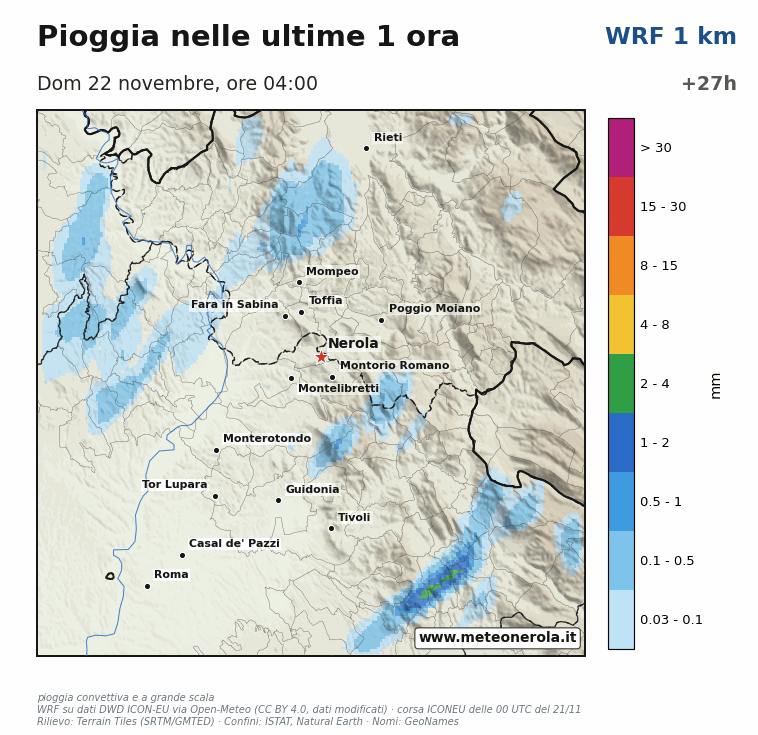 Pioggia nelle ultime 1 ora
WRF 1 km
Dom 22 novembre, ore 04:00
+27h
Rieti
Mompeo
Fara in Sabina
Toffia
Poggio Moiano
Nerola
Montorio Romano
Montelibretti
Monterotondo
Tor Lupara
Guidonia
Tivoli
Casal de' Pazzi
Roma
www.meteonerola.it
> 30
15 - 30
8 - 15
4 - 8
2 - 4
1 - 2
0.5 - 1
0.1 - 0.5
0.03 - 0.1
mm
pioggia convettiva e a grande scala
WRF su dati DWD ICON-EU via Open-Meteo (CC BY 4.0, dati modificati) · corsa ICONEU delle 00 UTC del 21/11
Rilievo: Terrain Tiles (SRTM/GMTED) · Confini: ISTAT, Natural Earth · Nomi: GeoNames